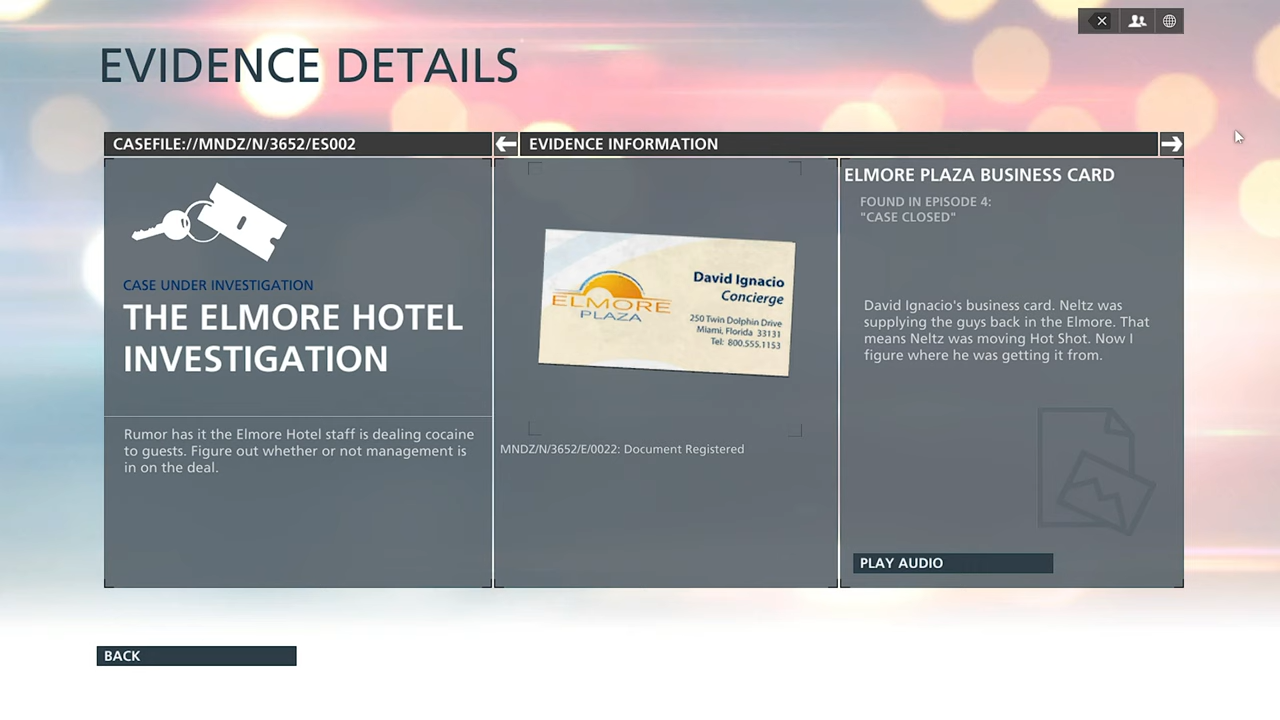 EVIDENCE DETAILS
CASEFILE://MNDZ/N/3652/ES002
EVIDENCE INFORMATION
CASE UNDER INVESTIGATION
THE ELMORE HOTEL
INVESTIGATION
Rumor has it the Elmore Hotel staff is dealing cocaine
to guests. Figure out whether or not management is
in on the deal.
ELMORE
PLAZA
David Ignacio
Concierge
250 Twin Dolphin Drive
Miami, Florida 33131
Tel: 800.555.1153
MNDZ/N/3652/E/0022: Document Registered
ELMORE PLAZA BUSINESS CARD
FOUND IN EPISODE 4:
"CASE CLOSED"
David Ignacio's business card. Neltz was
supplying the guys back in the Elmore. That
means Neltz was moving Hot Shot. Now I
figure where he was getting it from.
PLAY AUDIO
BACK